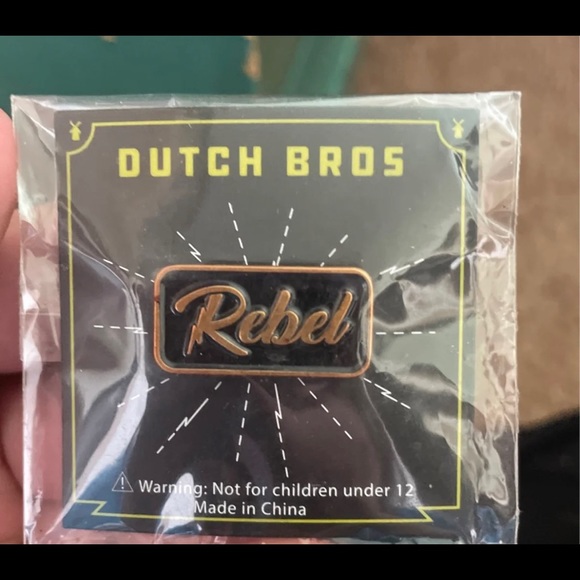 DUTCH BROS
Rebel
Warning: Not for children under 12
Made in China